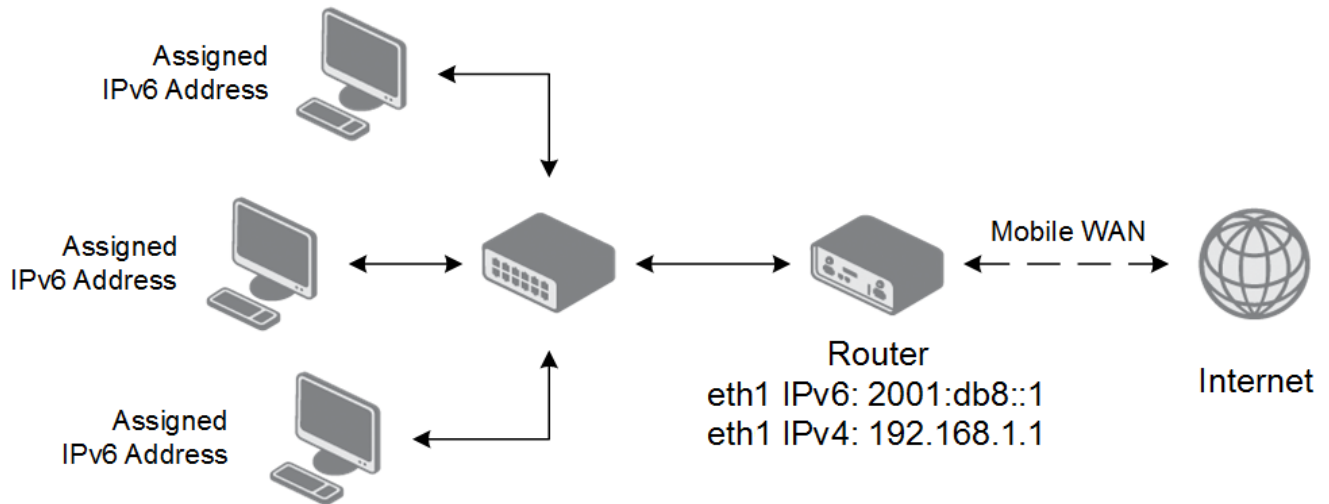 Assigned
IPv6 Address
Assigned
IPv6 Address
Assigned
IPv6 Address
Mobile WAN
Router
eth1 IPv6: 2001:db8::1
eth1 IPv4: 192.168.1.1
Internet